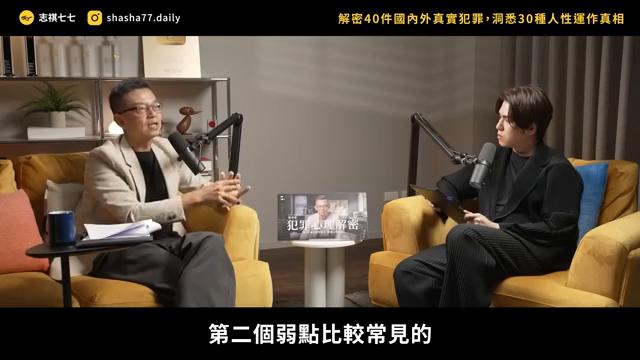 志祺七七 shasha77.daily 解密40件國內外真實犯罪，洞悉30種人性運作真相
犯罪心理解密
第二個弱點比較常見的